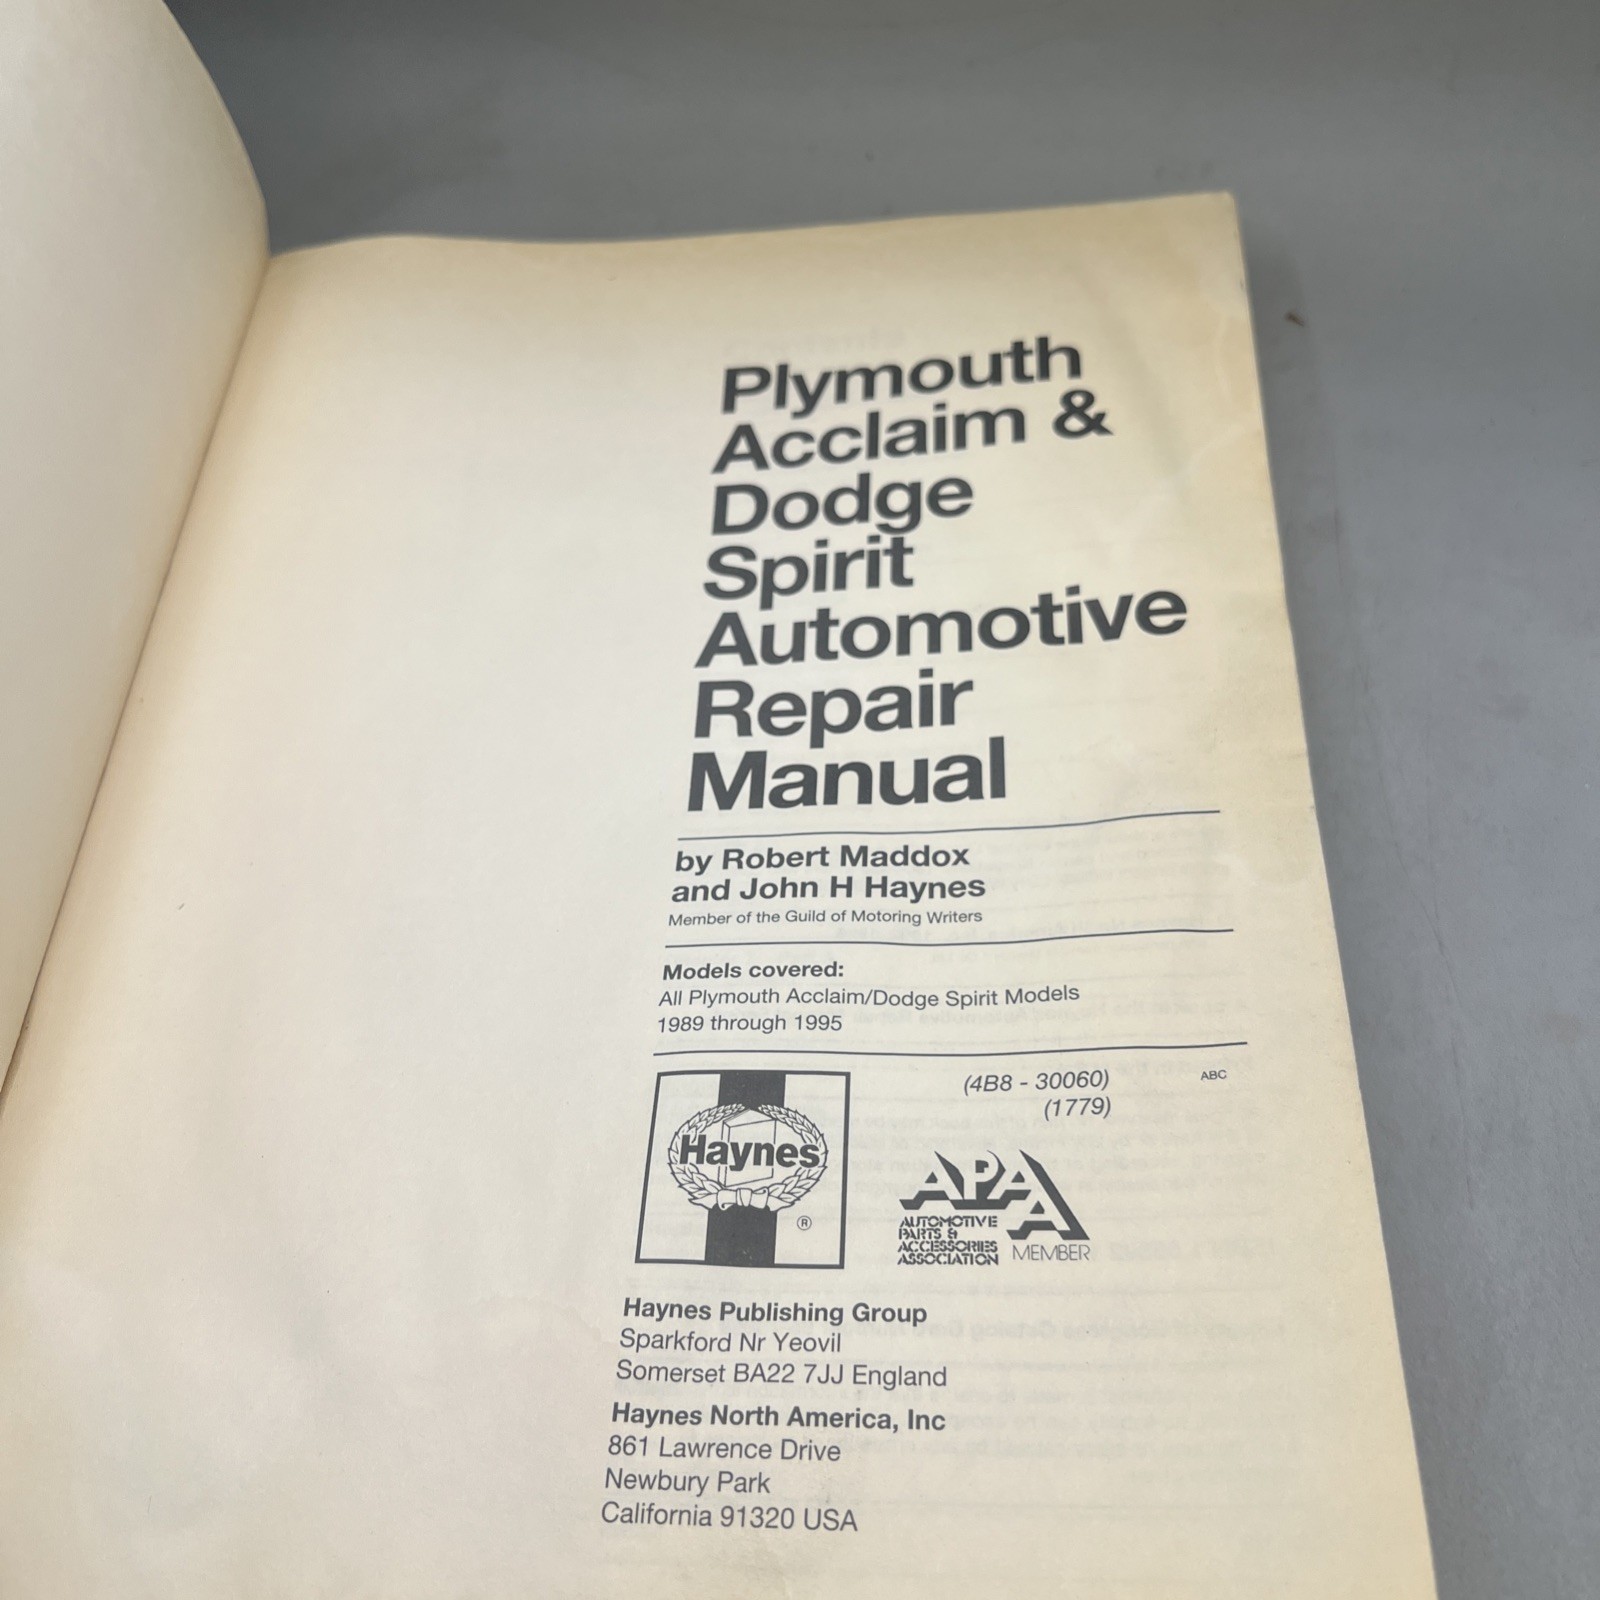 Plymouth
Acclaim &
Dodge
Spirit
Automotive
Repair
Manual
by Robert Maddox
and John H Haynes
Member of the Guild of Motoring Writers
Models covered:
All Plymouth Acclaim/Dodge Spirit Models
1989 through 1995
(4B8 - 30060)
(1779)
ABC
Haynes
®
APAA
AUTOMOTIVE
PARTS &
ACCESSORIES
ASSOCIATION
MEMBER
Haynes Publishing Group
Sparkford Nr Yeovil
Somerset BA22 7JJ England
Haynes North America, Inc
861 Lawrence Drive
Newbury Park
California 91320 USA